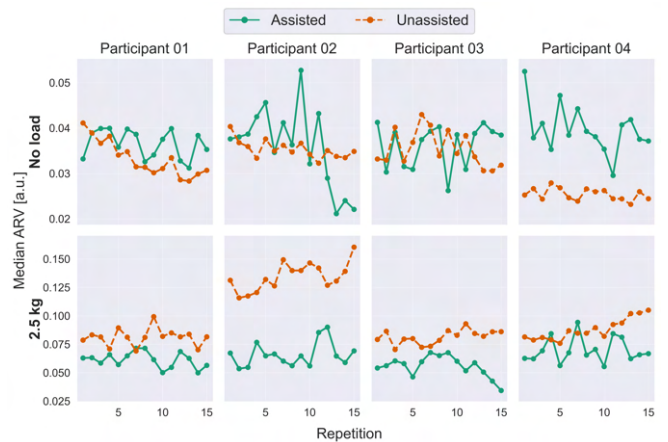 Assisted Unassisted
Participant 01 Participant 02 Participant 03 Participant 04
Median ARV [a.u.]
No load
0.05
0.04
0.03
0.02
2.5 kg
0.150
0.125
0.100
0.075
0.050
0.025
5 10 15 5 10 15 5 10 15 5 10 15
Repetition